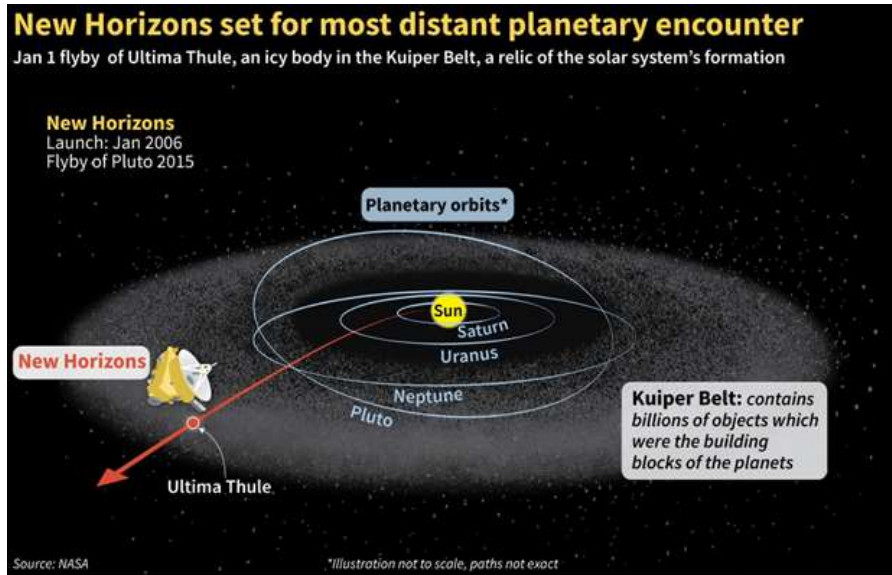 New Horizons set for most distant planetary encounter
Jan 1 flyby of Ultima Thule, an icy body in the Kuiper Belt, a relic of the solar system's formation
New Horizons
Launch: Jan 2006
Flyby of Pluto 2015
Planetary orbits*
Sun
Saturn
Uranus
New Horizons
Neptune
Pluto
Kuiper Belt: contains
billions of objects which
were the building
blocks of the planets
Ultima Thule
Source: NASA
*Illustration not to scale, paths not exact